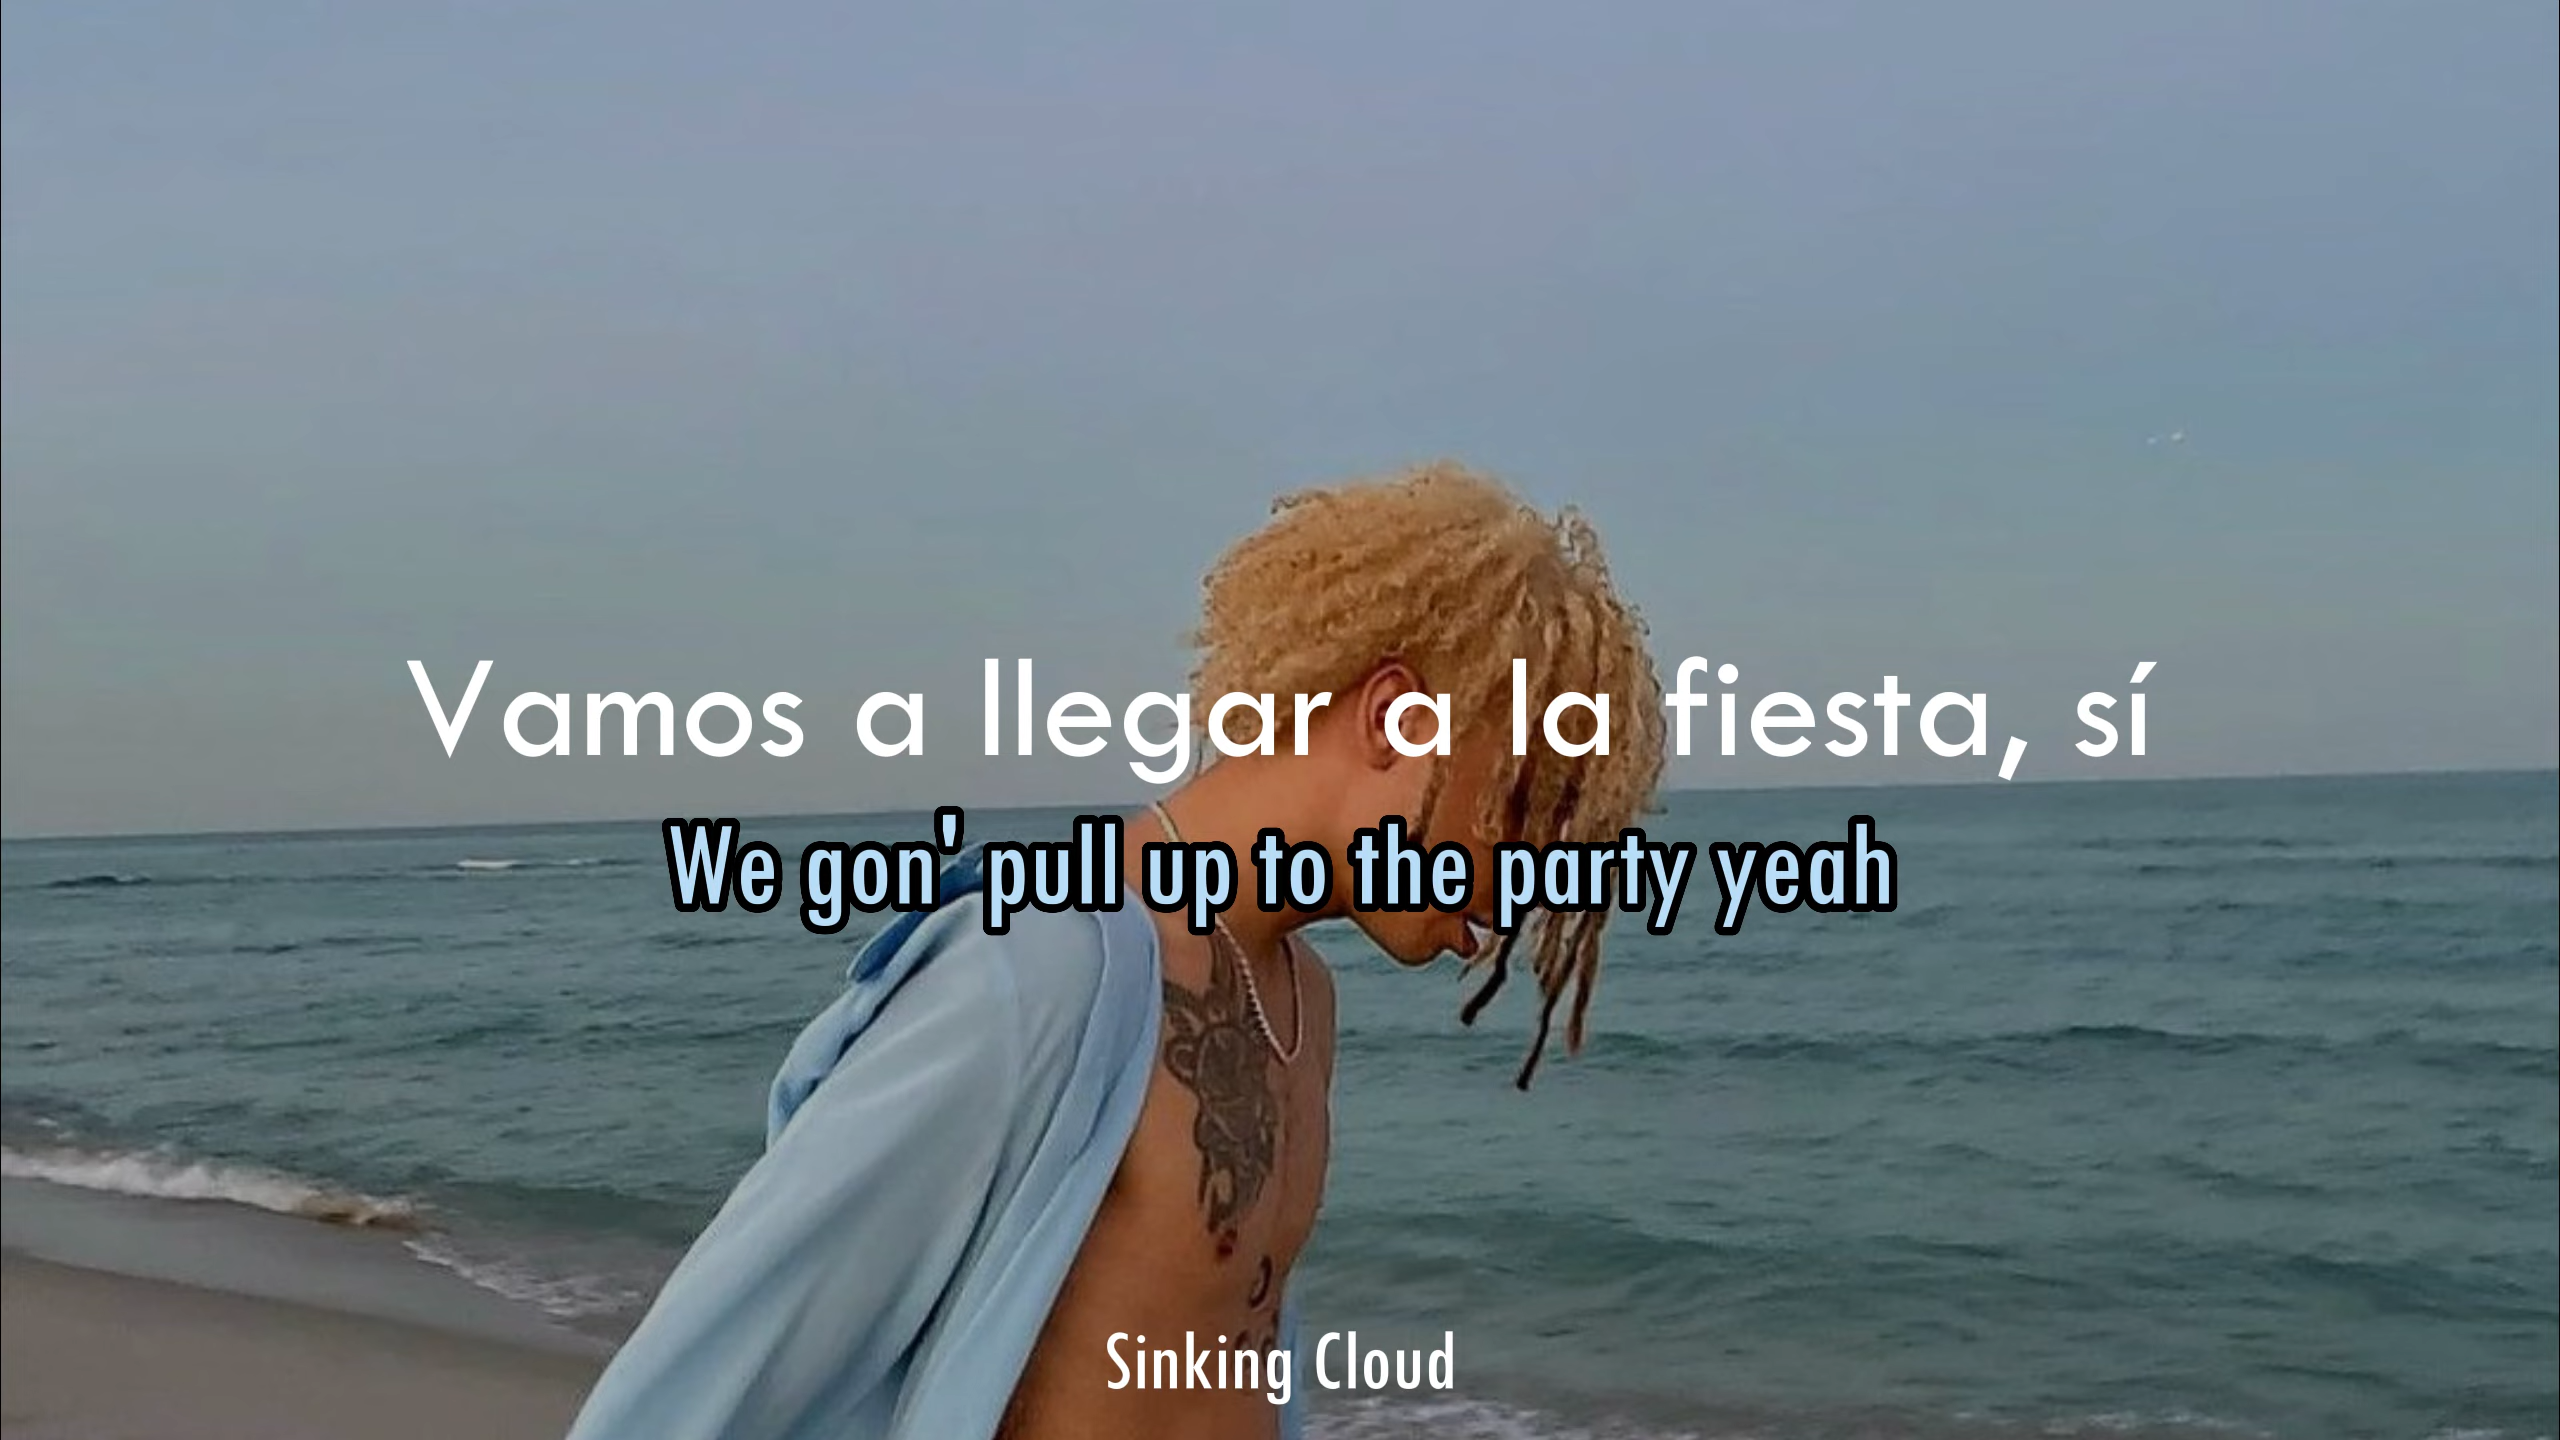 Vamos a llegar a la fiesta, sí
We gon' pull up to the party yeah
Sinking Cloud